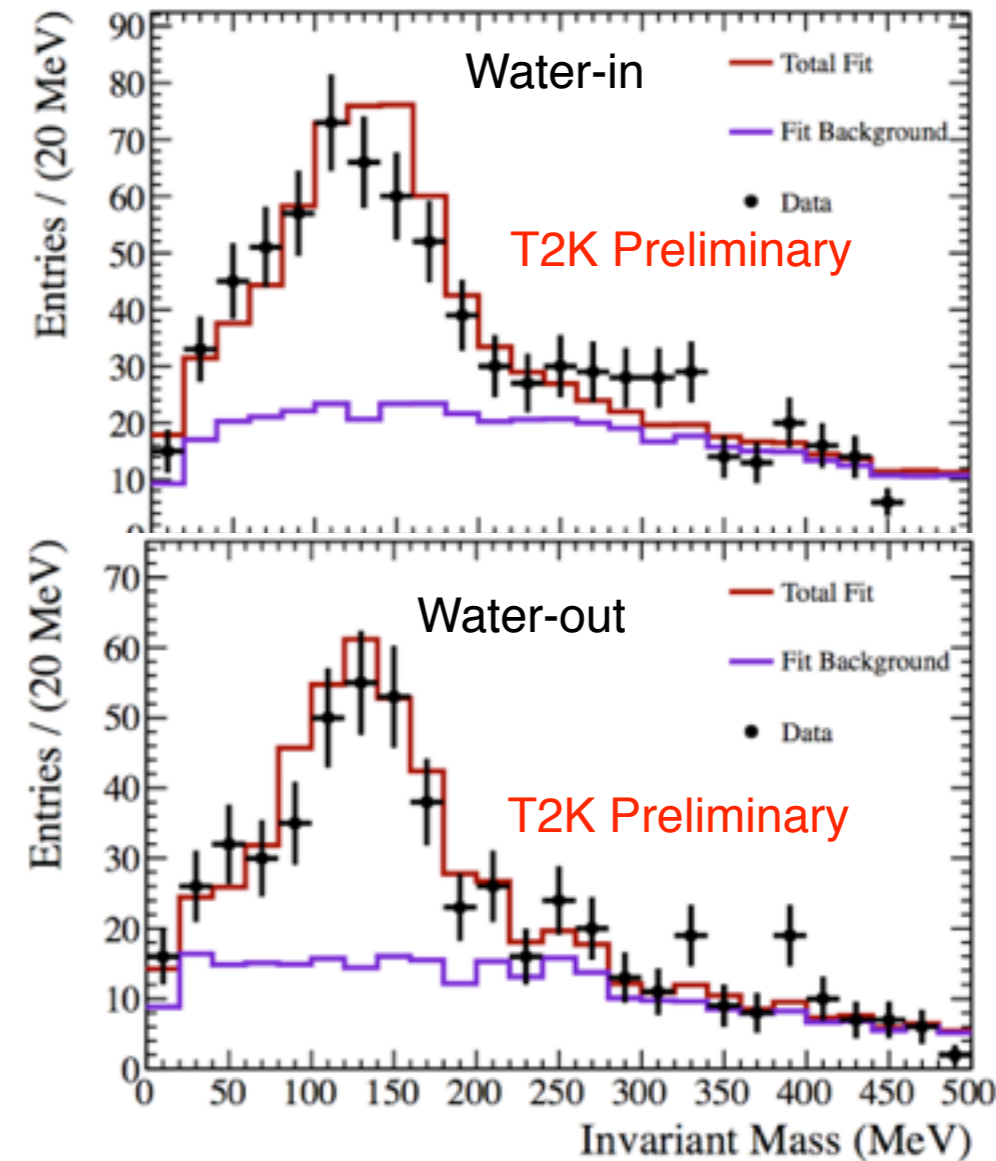 Entries / (20 MeV)
90
80
70
60
50
40
30
20
10
0
Water-in
Total Fit
Fit Background
Data
T2K Preliminary
Entries / (20 MeV)
70
60
50
40
30
20
10
0
Water-out
Total Fit
Fit Background
Data
T2K Preliminary
0 50 100 150 200 250 300 350 400 450 500
Invariant Mass (MeV)